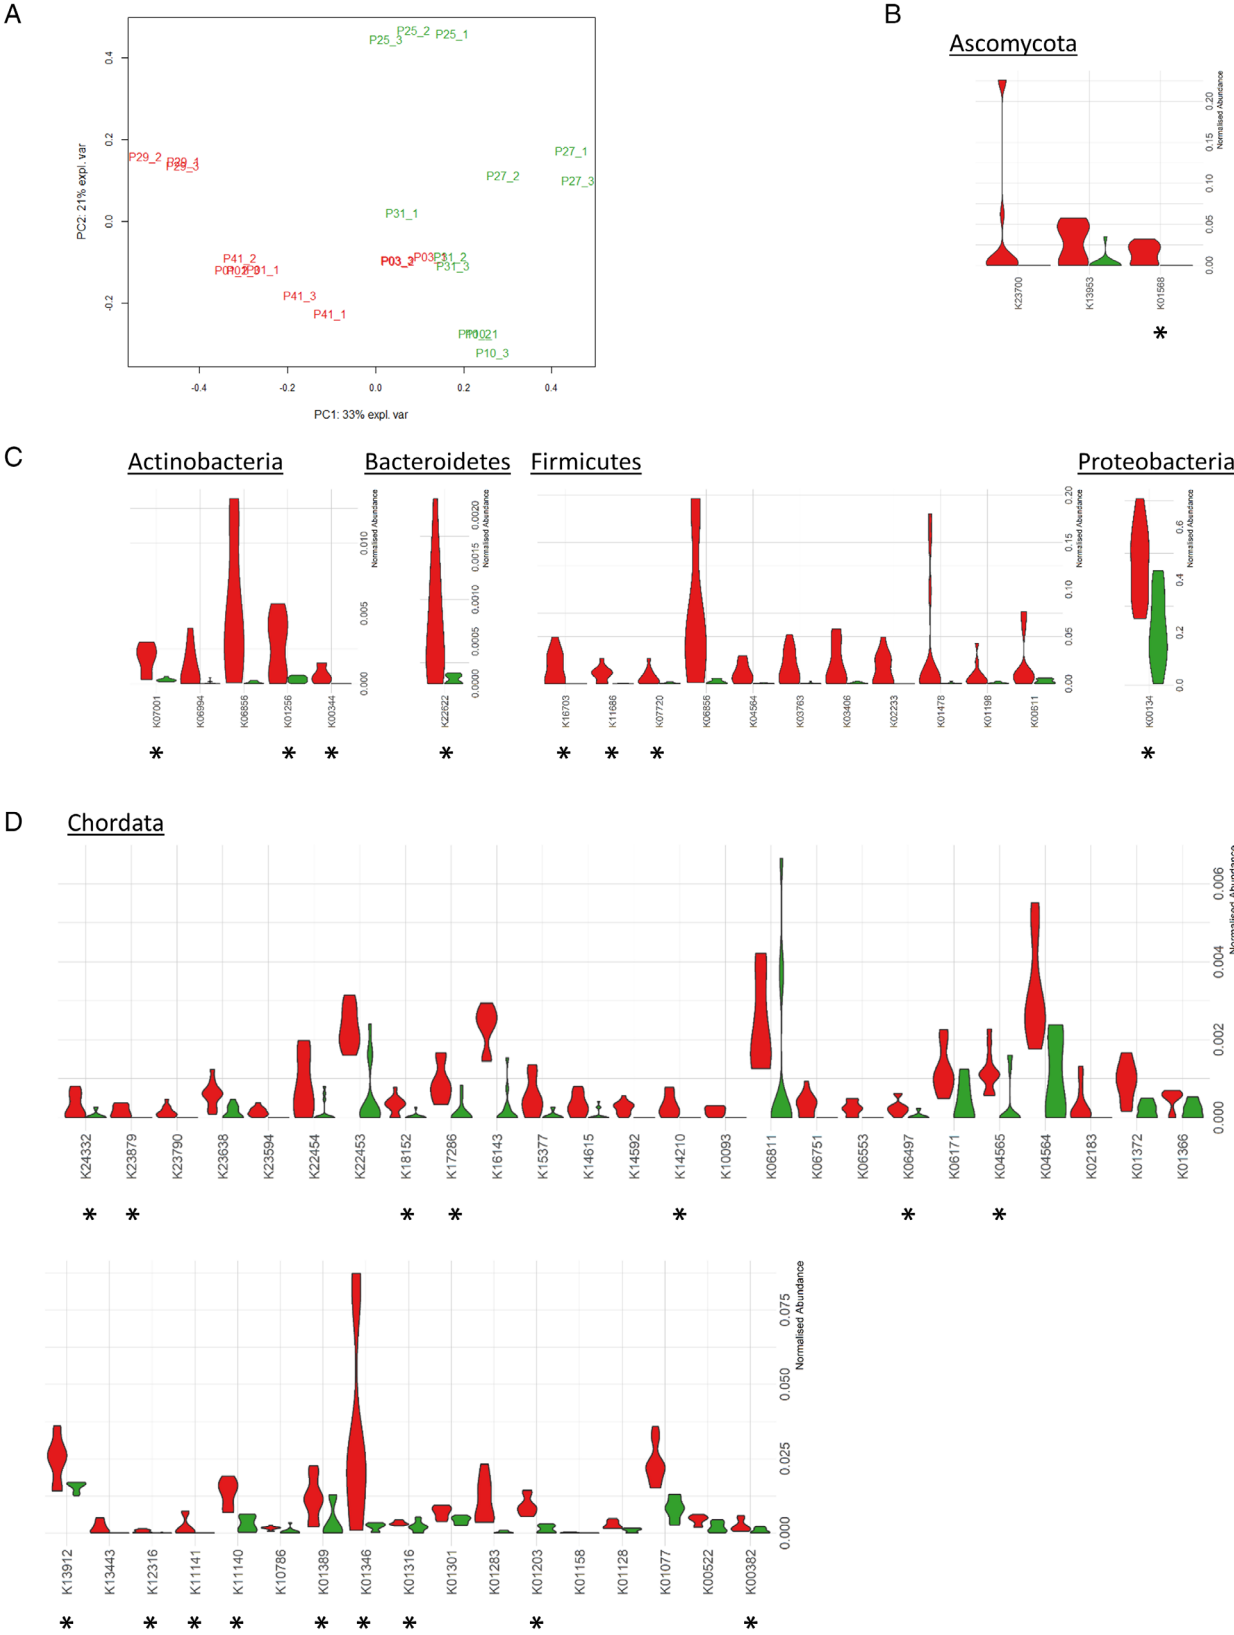 A
P25_2
P25_3
P25_1
P29_2
P29_3
P27_1
P27_2
P27_3
P31_1
P41_2
P03_2
P31_2
P31_3
P41_3
P41_1
P10_3
0.4
0.2
0.0
-0.2
PC2: 21% expl. var
-0.4 -0.2 0.0 0.2 0.4
PC1: 33% expl. var
B
Ascomycota
0.20
0.15
0.10
0.05
0.00
Normalised Abundance
K23700 K13953 K01568
*
C
Actinobacteria
0.010
0.005
0.000
Normalised Abundance
K07001 K06994 K06856 K01256 K00344
* * *
Bacteroidetes
0.0020
0.0015
0.0010
0.0005
0.0000
Normalised Abundance
K22622
*
Firmicutes
0.20
0.15
0.10
0.05
0.00
Normalised Abundance
K16703 K11686 K07720 K06856 K04564 K03763 K03406 K02233 K01478 K01198 K00611
* * *
Proteobacteria
0.6
0.4
0.2
0.0
Normalised Abundance
K00134
*
D
Chordata
0.006
0.004
0.002
0.000
Normalised Abundance
K24332 K23879 K23790 K23638 K23594 K22454 K22453 K18152 K17286 K16143 K15377 K14615 K14592 K14210 K10093 K06811 K06751 K06553 K06497 K06171 K04565 K04564 K02183 K01372 K01366
* * * * * * *
0.075
0.050
0.025
0.000
Normalised Abundance
K13912 K13443 K12316 K11141 K11140 K10786 K01389 K01346 K01316 K01301 K01283 K01203 K01158 K01128 K01077 K00522 K00382
* * * * * * * * *